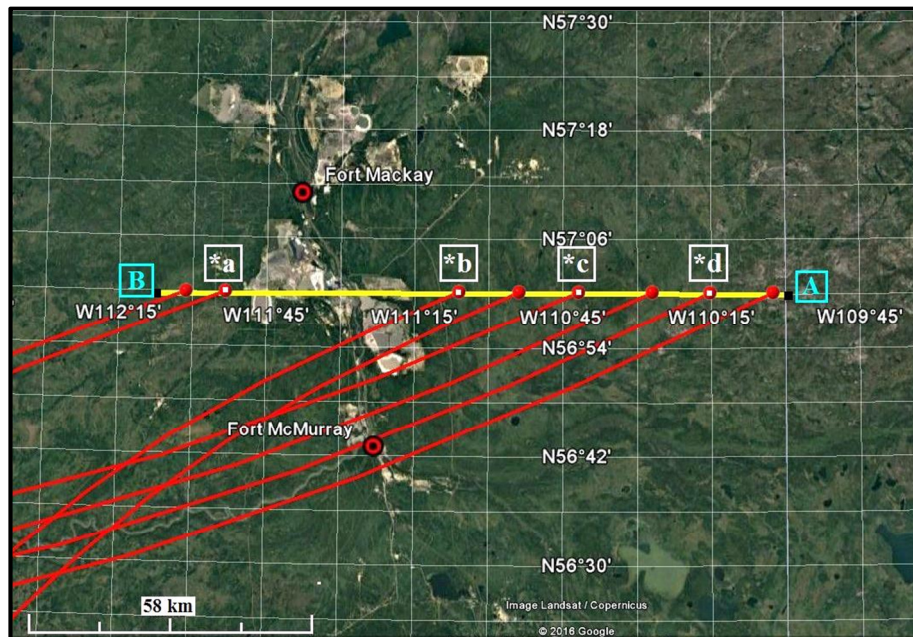 N57°30'
N57°18'
Fort Mackay
N57°06'
B
*a
*b
*c
*d
A
W112°15'
W111°45'
W111°15'
W110°45'
W110°15'
W109°45'
N56°54'
Fort McMurray
N56°42'
N56°30'
58 km
Image Landsat / Copernicus
© 2016 Google